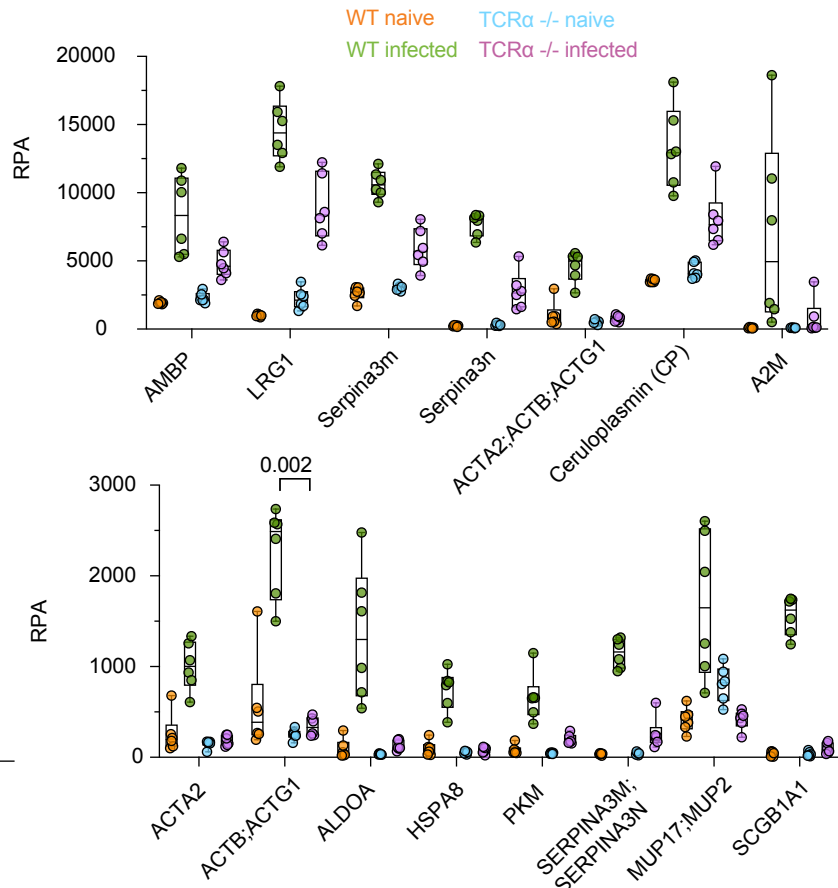 WT naive TCRα -/- naive
WT infected TCRα -/- infected
20000
15000
10000
5000
0
RPA
AMBP
LRG1
Serpina3m
Serpina3n
ACTA2;ACTB;ACTG1
Ceruloplasmin (CP)
A2M
0.002
3000
2000
1000
0
RPA
ACTA2
ACTB;ACTG1
ALDOA
HSPA8
PKM
SERPINA3M;
SERPINA3N
MUP17;MUP2
SCGB1A1